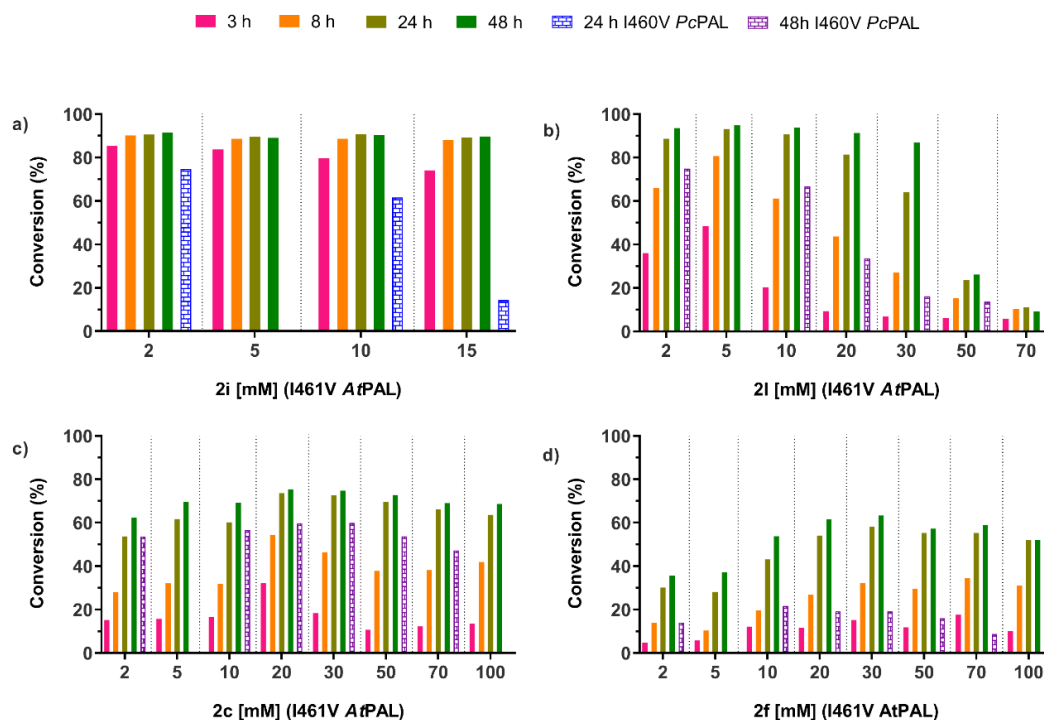 3 h 8 h 24 h 48 h 24 h I460V PcPAL 48h I460V PcPAL
a)
Conversion (%)
100
80
60
40
20
0
2 5 10 15
2i [mM] (I461V AtPAL)
b)
Conversion (%)
100
80
60
40
20
0
2 5 10 20 30 50 70
2l [mM] (I461V AtPAL)
c)
Conversion (%)
100
80
60
40
20
0
2 5 10 20 30 50 70 100
2c [mM] (I461V AtPAL)
d)
Conversion (%)
100
80
60
40
20
0
2 5 10 20 30 50 70 100
2f [mM] (I461V AtPAL)